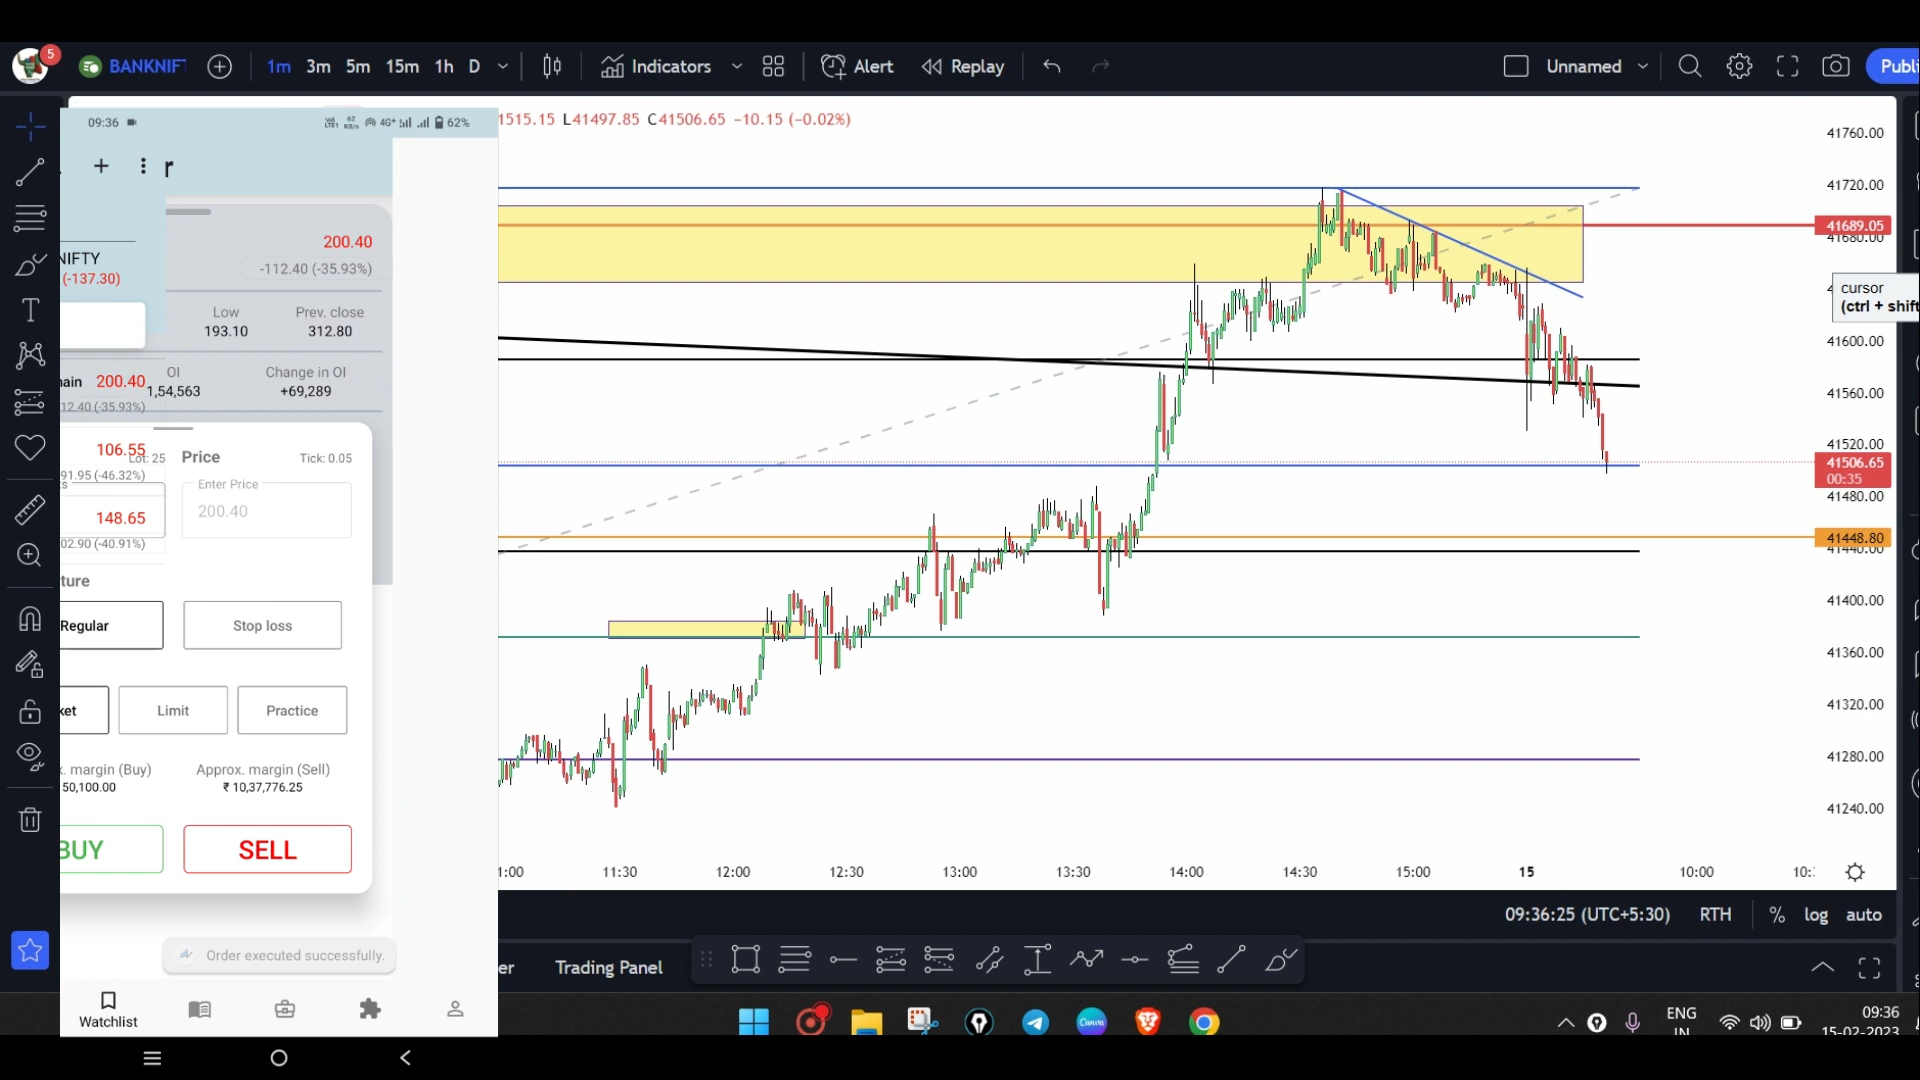 5
BANKNIFT
1m 3m 5m 15m 1h D
Indicators
Alert
Replay
Unnamed
Publi
1515.15 L41497.85 C41506.65 −10.15 (−0.02%)
09:36
4G+
62%
r
200.40
-112.40 (-35.93%)
NIFTY
(-137.30)
Low
193.10
Prev. close
312.80
OI
1,54,563
Change in OI
+69,289
ain 200.40
12.40 (-35.93%)
106.55
91.95 (-46.32%)
148.65
02.90 (-40.91%)
Lot: 25
Price
Tick: 0.05
Enter Price
200.40
ture
Regular
Stop loss
ket
Limit
Practice
x. margin (Buy)
50,100.00
Approx. margin (Sell)
₹ 10,37,776.25
BUY
SELL
Order executed successfully.
Watchlist
41760.00
41720.00
41689.05
41680.00
cursor
(ctrl + shift
41600.00
41560.00
41520.00
41506.65
00:35
41480.00
41448.80
41440.00
41400.00
41360.00
41320.00
41280.00
41240.00
1:00 11:30 12:00 12:30 13:00 13:30 14:00 14:30 15:00 15 10:00 10:
09:36:25 (UTC+5:30)
RTH
%
log
auto
er
Trading Panel
Canva
ENG
IN
09:36
15-02-2023